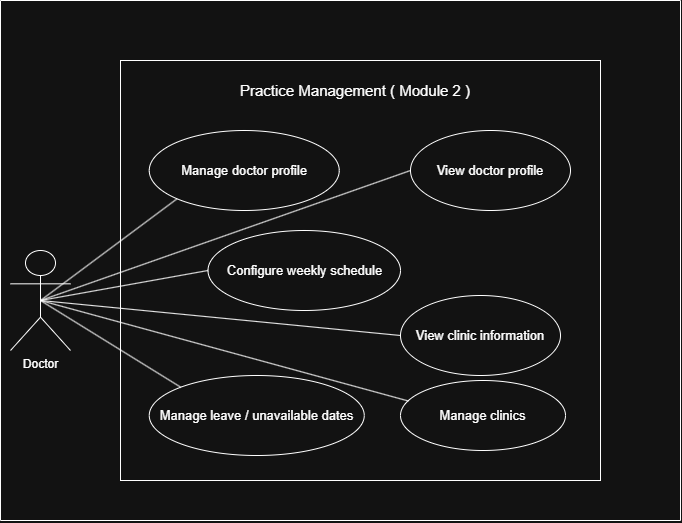 Practice Management ( Module 2 )
Manage doctor profile
View doctor profile
Configure weekly schedule
View clinic information
Doctor
Manage leave / unavailable dates
Manage clinics